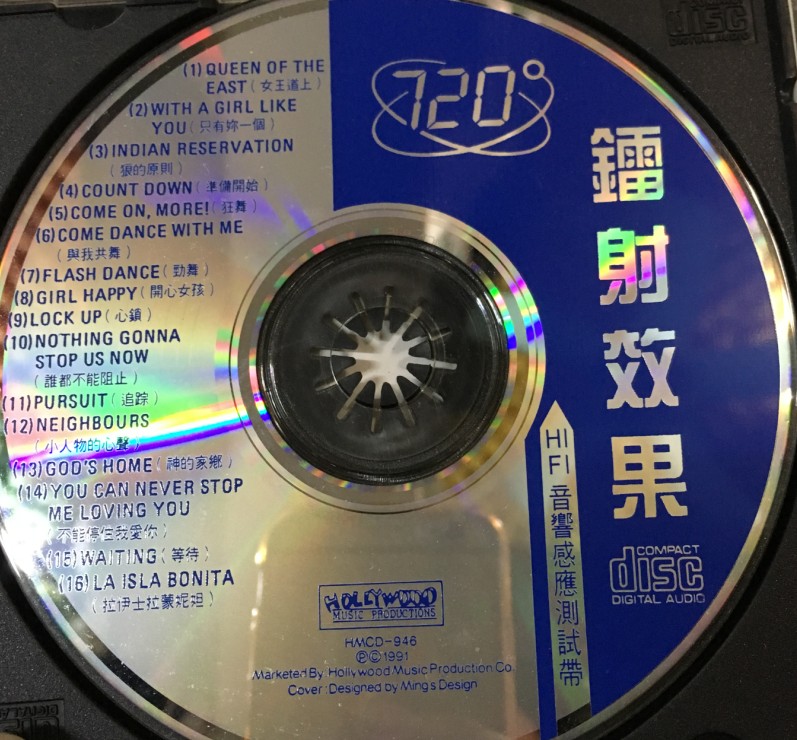 (1) QUEEN OF THE
EAST (女王道上)
(2) WITH A GIRL LIKE
YOU (只有妳一個)
(3) INDIAN RESERVATION
(狼的原則)
(4) COUNT DOWN (準備開始)
(5) COME ON, MORE! (狂舞)
(6) COME DANCE WITH ME
(與我共舞)
(7) FLASH DANCE (勁舞)
(8) GIRL HAPPY (開心女孩)
(9) LOCK UP (心鎖)
(10) NOTHING GONNA
STOP US NOW
(誰都不能阻止)
(11) PURSUIT (追踪)
(12) NEIGHBOURS
(小人物的心聲)
(13) GOD'S HOME (神的家鄉)
(14) YOU CAN NEVER STOP
ME LOVING YOU
(不能停但我愛你)
(15) WAITING (等待)
(16) LA ISLA BONITA
(拉伊士拉蒙妮妲)
720°
鐳射效果
HI FI 音響感應測試帶
COMPACT
disc
DIGITAL AUDIO
HOLLYWOOD
MUSIC PRODUCTIONS
HMCD-946
ⓅⒸ 1991
Marketed By Hollywood Music Production Co.
Cover: Designed by Ming's Design
disc
DIGITAL AUDIO